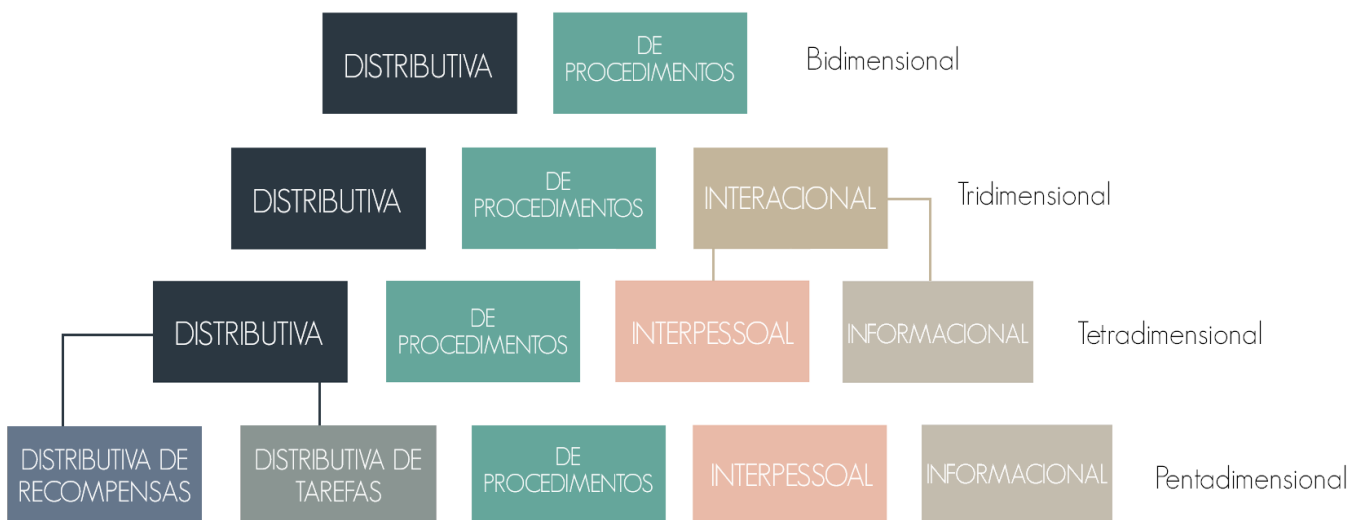 DISTRIBUTIVA
DE
PROCEDIMENTOS
Bidimensional
DISTRIBUTIVA
DE
PROCEDIMENTOS
INTERACIONAL
Tridimensional
DISTRIBUTIVA
DE
PROCEDIMENTOS
INTERPESSOAL
INFORMACIONAL
Tetradimensional
DISTRIBUTIVA DE
RECOMPENSAS
DISTRIBUTIVA DE
TAREFAS
DE
PROCEDIMENTOS
INTERPESSOAL
INFORMACIONAL
Pentadimensional